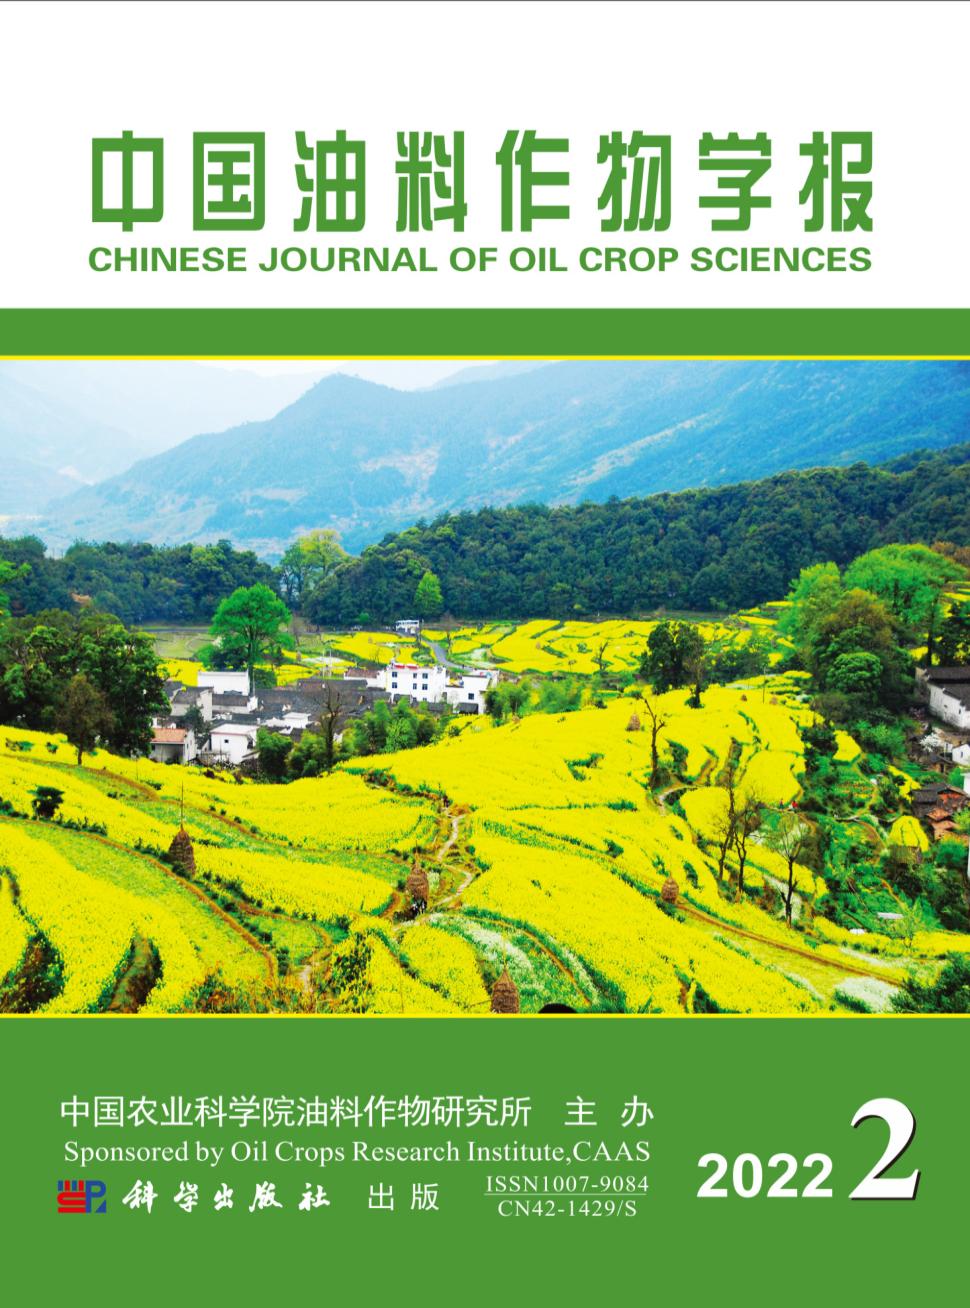 中国油料作物学报
CHINESE JOURNAL OF OIL CROP SCIENCES
中国农业科学院油料作物研究所 主 办
Sponsored by Oil Crops Research Institute,CAAS
科学出版社 出 版
ISSN1007-9084
CN42-1429/S
2022 2